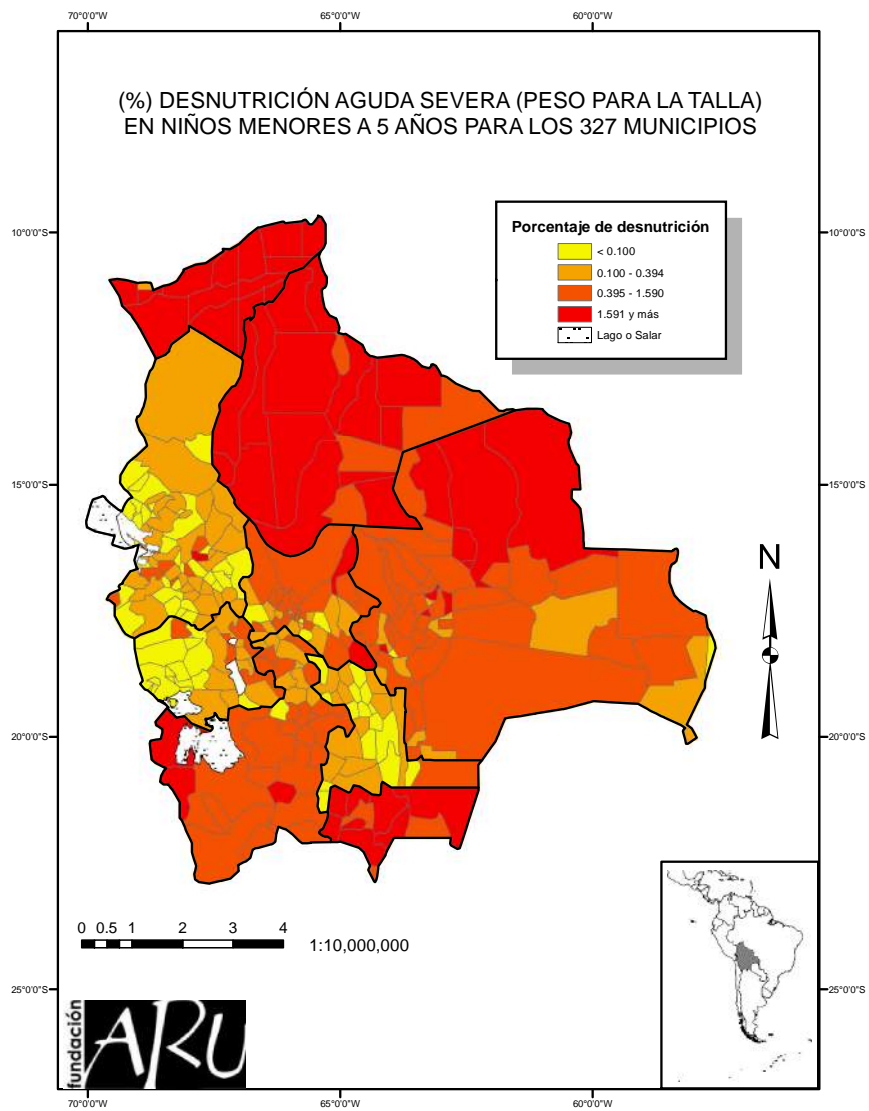 70°0'0"W 65°0'0"W 60°0'0"W
(%) DESNUTRICIÓN AGUDA SEVERA (PESO PARA LA TALLA)
EN NIÑOS MENORES A 5 AÑOS PARA LOS 327 MUNICIPIOS
Porcentaje de desnutrición
< 0.100
0.100 - 0.394
0.395 - 1.590
1.591 y más
Lago o Salar
10°0'0"S 10°0'0"S
15°0'0"S 15°0'0"S
N
20°0'0"S 20°0'0"S
0 0.5 1 2 3 4
1:10,000,000
25°0'0"S 25°0'0"S
fundación
ARU
70°0'0"W 65°0'0"W 60°0'0"W